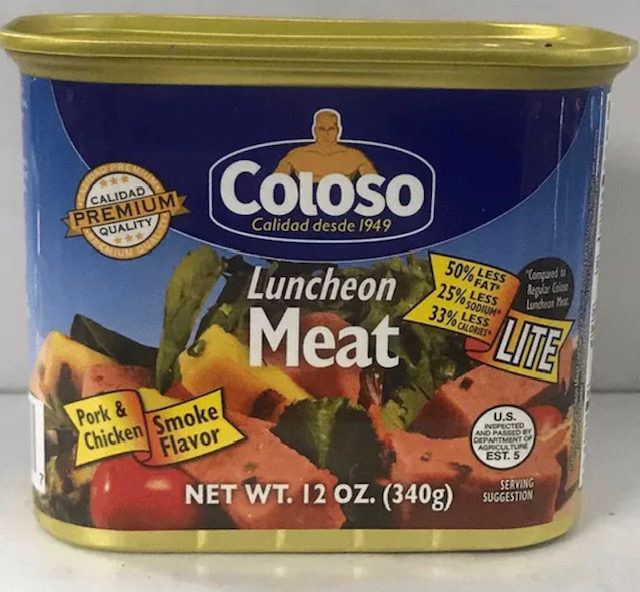 Coloso
Calidad desde 1949
CALIDAD
PREMIUM
QUALITY
Luncheon
Meat
50% LESS
FAT*
25% LESS
SODIUM*
33% LESS
CALORIES*
LITE
*Compared to
Regular Coloso
Luncheon Meat
Pork &
Chicken
Smoke
Flavor
U.S.
INSPECTED
AND PASSED BY
DEPARTMENT OF
AGRICULTURE
EST. 5
NET WT. 12 OZ. (340g)
SERVING
SUGGESTION